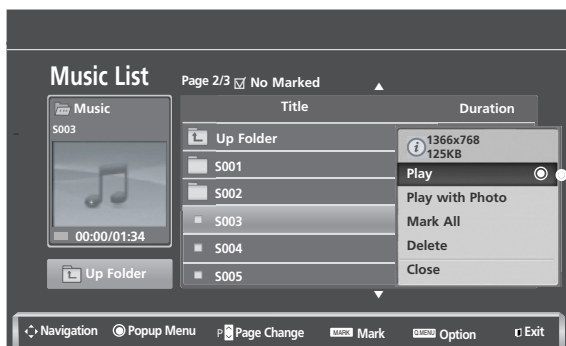 Music List
Page 2/3 No Marked
Music
S003
00:00/01:34
Up Folder
Title Duration
Up Folder
S001
S002
S003
S004
S005
1366x768
125KB
Play
Play with Photo
Mark All
Delete
Close
Navigation Popup Menu P Page Change MARK Mark Q.MENU Option Exit